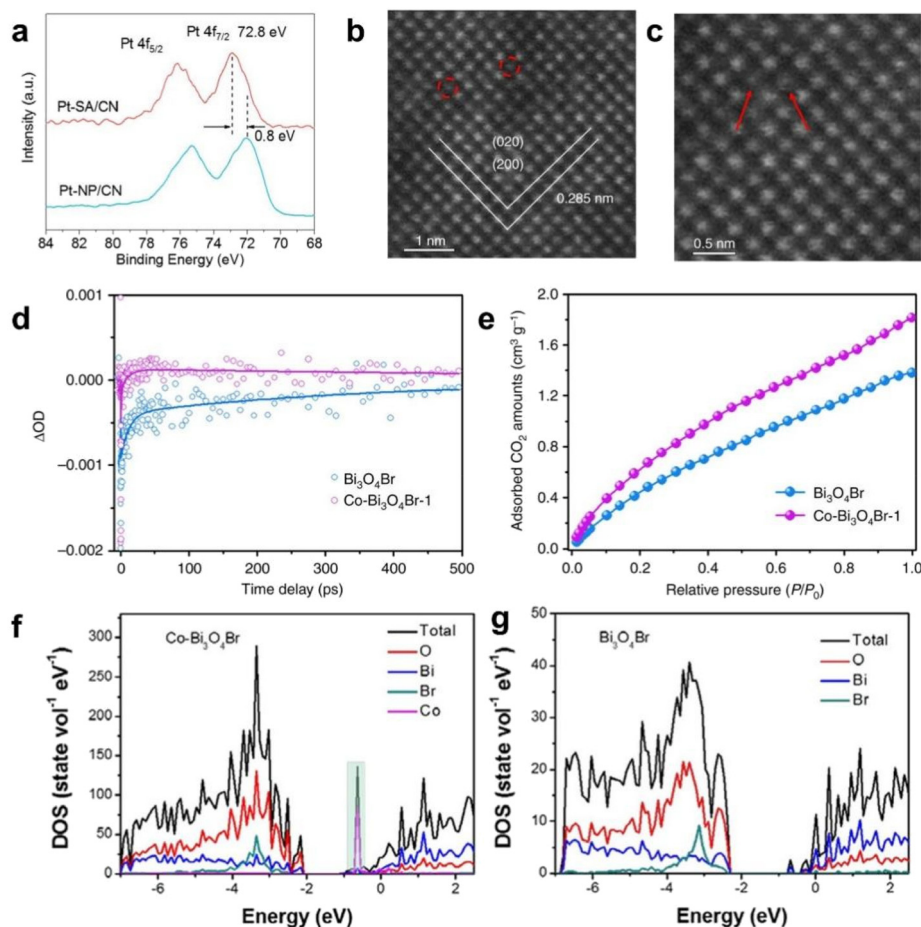 a
Pt 4f5/2
Pt 4f7/2 72.8 eV
Pt-SA/CN
0.8 eV
Pt-NP/CN
Intensity (a.u.)
84 82 80 78 76 74 72 70 68
Binding Energy (eV)
b
(020)
(200)
0.285 nm
1 nm
c
0.5 nm
d
0.001
0.000
−0.001
−0.002
ΔOD
Bi₃O₄Br
Co-Bi₃O₄Br-1
0 100 200 300 400 500
Time delay (ps)
e
1.8
1.2
0.8
0.4
0.0
Adsorbed CO₂ amounts (cm³ g⁻¹)
Bi₃O₄Br
Co-Bi₃O₄Br-1
0.0 0.2 0.4 0.6 0.8 1.0
Relative pressure (P/P₀)
f
Co-Bi₃O₄Br
Total
O
Bi
Br
Co
300
250
200
150
100
50
0
DOS (state vol⁻¹ eV⁻¹)
-6 -4 -2 0 2
Energy (eV)
g
Bi₃O₄Br
Total
O
Bi
Br
50
40
30
20
10
0
DOS (state vol⁻¹ eV⁻¹)
-6 -4 -2 0 2
Energy (eV)